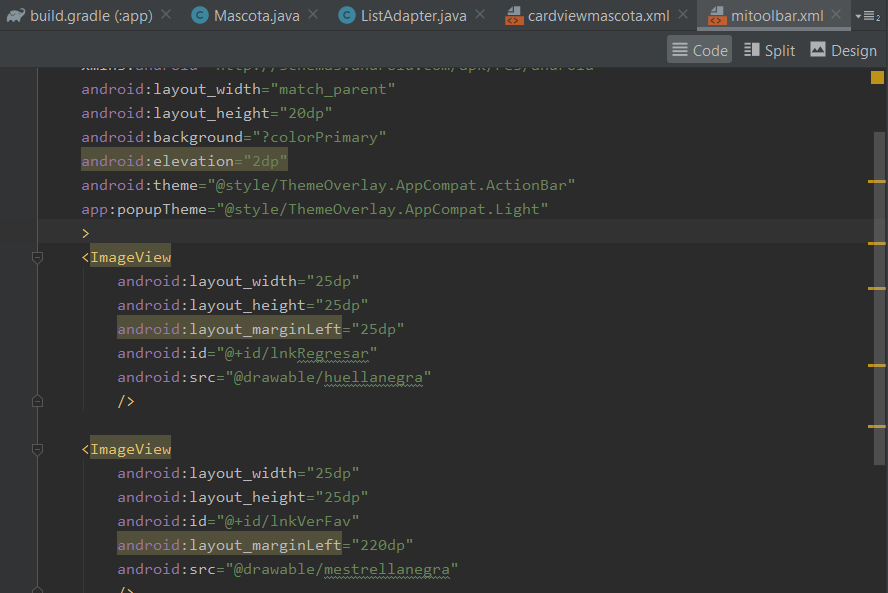 build.gradle (:app) Mascota.java ListAdapter.java cardviewmascota.xml mitoolbar.xml 2
Code Split Design
xmlns:android="http://schemas.android.com/apk/res/android"
android:layout_width="match_parent"
android:layout_height="20dp"
android:background="?colorPrimary"
android:elevation="2dp"
android:theme="@style/ThemeOverlay.AppCompat.ActionBar"
app:popupTheme="@style/ThemeOverlay.AppCompat.Light"
>
<ImageView
android:layout_width="25dp"
android:layout_height="25dp"
android:layout_marginLeft="25dp"
android:id="@+id/lnkRegresar"
android:src="@drawable/huellanegra"
/>
<ImageView
android:layout_width="25dp"
android:layout_height="25dp"
android:id="@+id/lnkVerFav"
android:layout_marginLeft="220dp"
android:src="@drawable/mestrellanegra"
/>